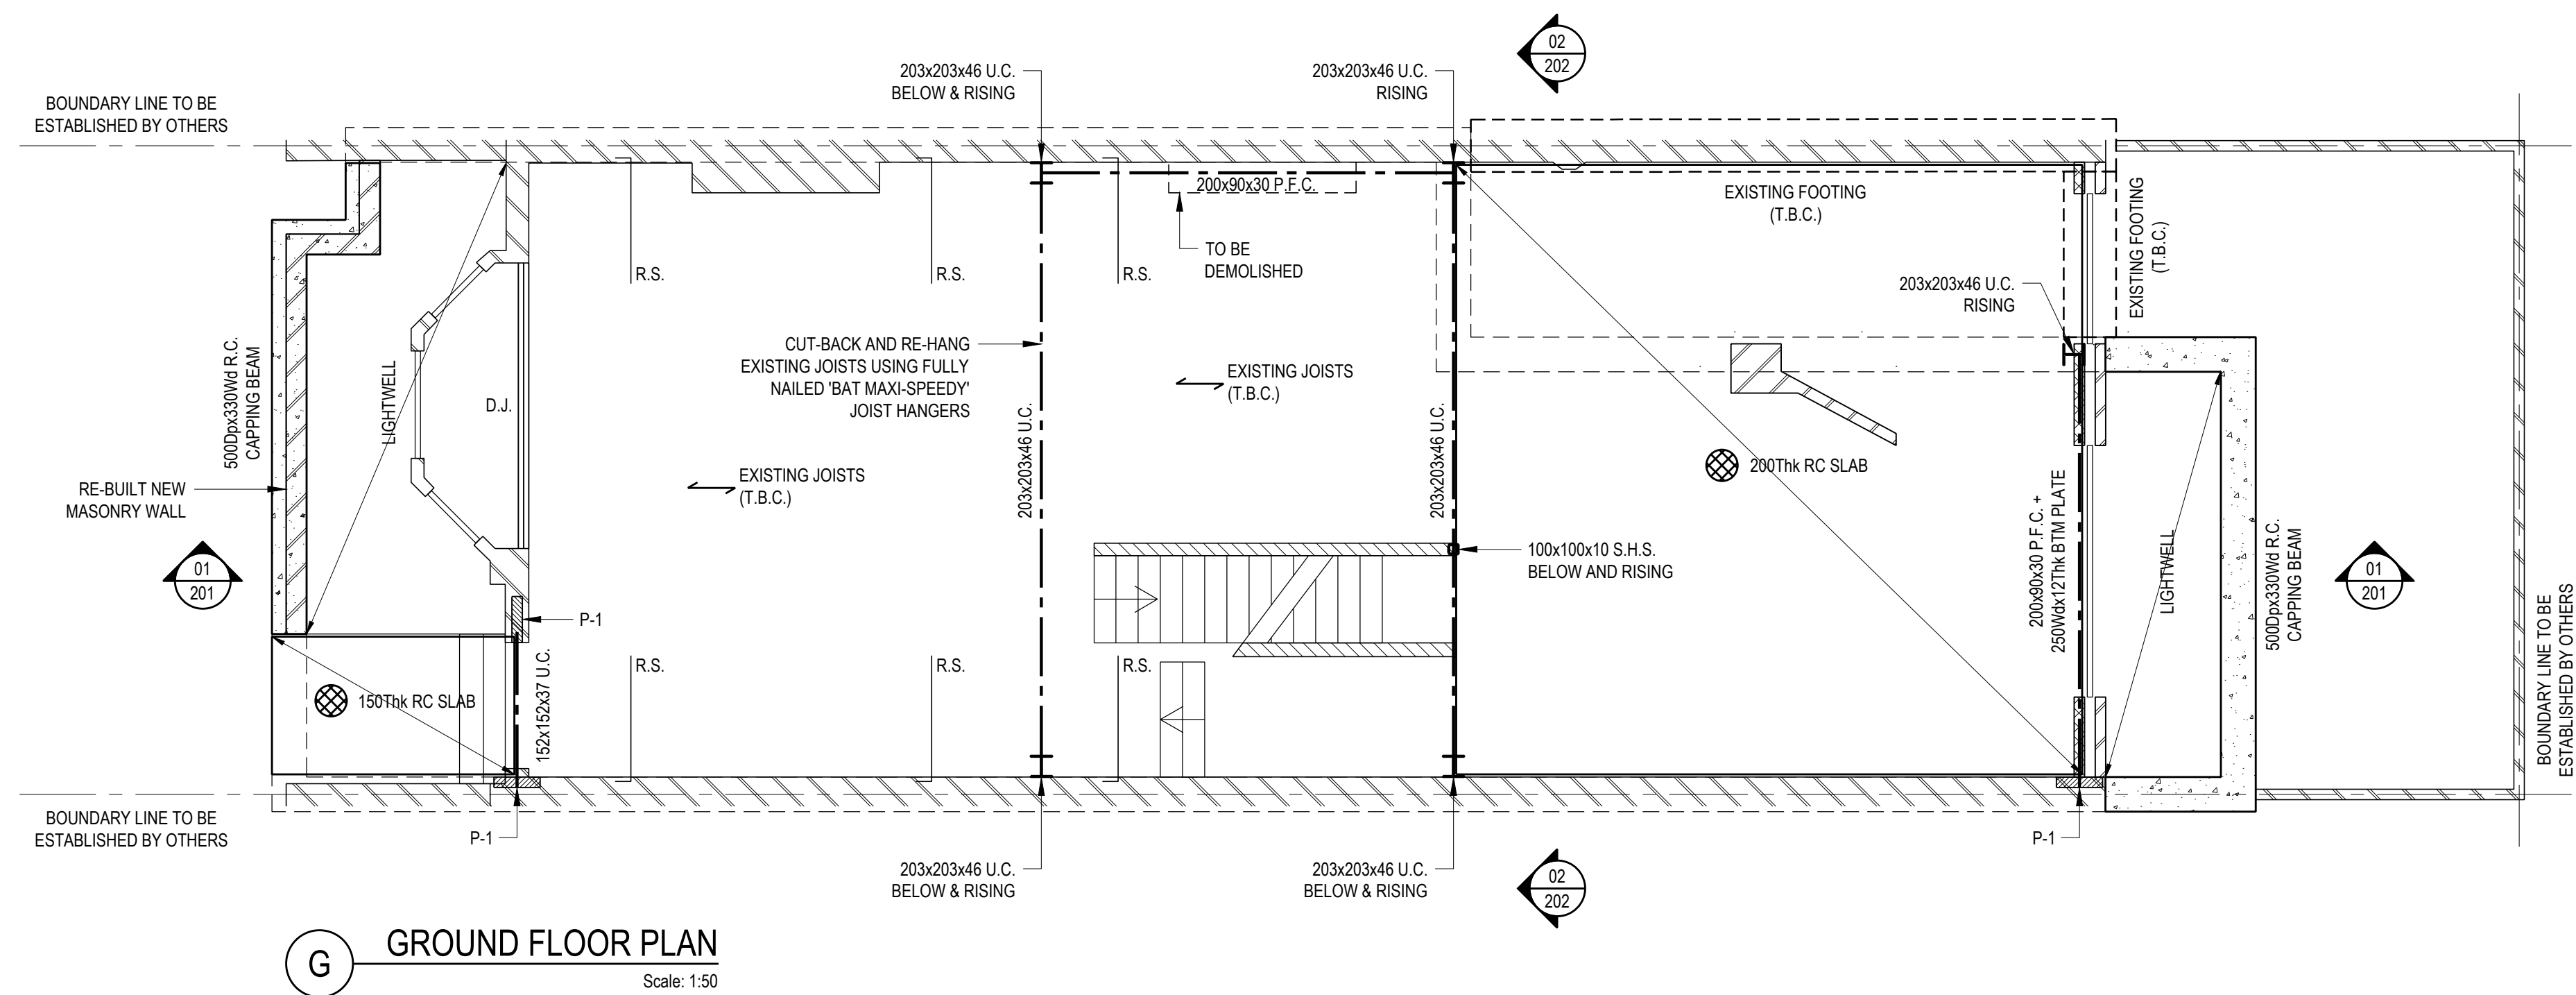 02
202
203x203x46 U.C.
BELOW & RISING
203x203x46 U.C.
RISING
BOUNDARY LINE TO BE
ESTABLISHED BY OTHERS
200x90x30 P.F.C.
EXISTING FOOTING
(T.B.C.)
EXISTING FOOTING
(T.B.C.)
TO BE
DEMOLISHED
R.S.
R.S.
R.S.
203x203x46 U.C.
RISING
CUT-BACK AND RE-HANG
EXISTING JOISTS USING FULLY
NAILED 'BAT MAXI-SPEEDY'
JOIST HANGERS
500Dpx330Wd R.C.
CAPPING BEAM
LIGHTWELL
D.J.
EXISTING JOISTS
(T.B.C.)
203x203x46 U.C.
203x203x46 U.C.
EXISTING JOISTS
(T.B.C.)
200Thk RC SLAB
RE-BUILT NEW
MASONRY WALL
200x90x30 P.F.C. +
250Wdx12Thk BTM PLATE
LIGHTWELL
500Dpx330Wd R.C.
CAPPING BEAM
01
201
100x100x10 S.H.S.
BELOW AND RISING
01
201
P-1
BOUNDARY LINE TO BE
ESTABLISHED BY OTHERS
R.S.
R.S.
R.S.
152x152x37 U.C.
150Thk RC SLAB
BOUNDARY LINE TO BE
ESTABLISHED BY OTHERS
P-1
P-1
203x203x46 U.C.
BELOW & RISING
203x203x46 U.C.
BELOW & RISING
02
202
G
GROUND FLOOR PLAN
Scale: 1:50